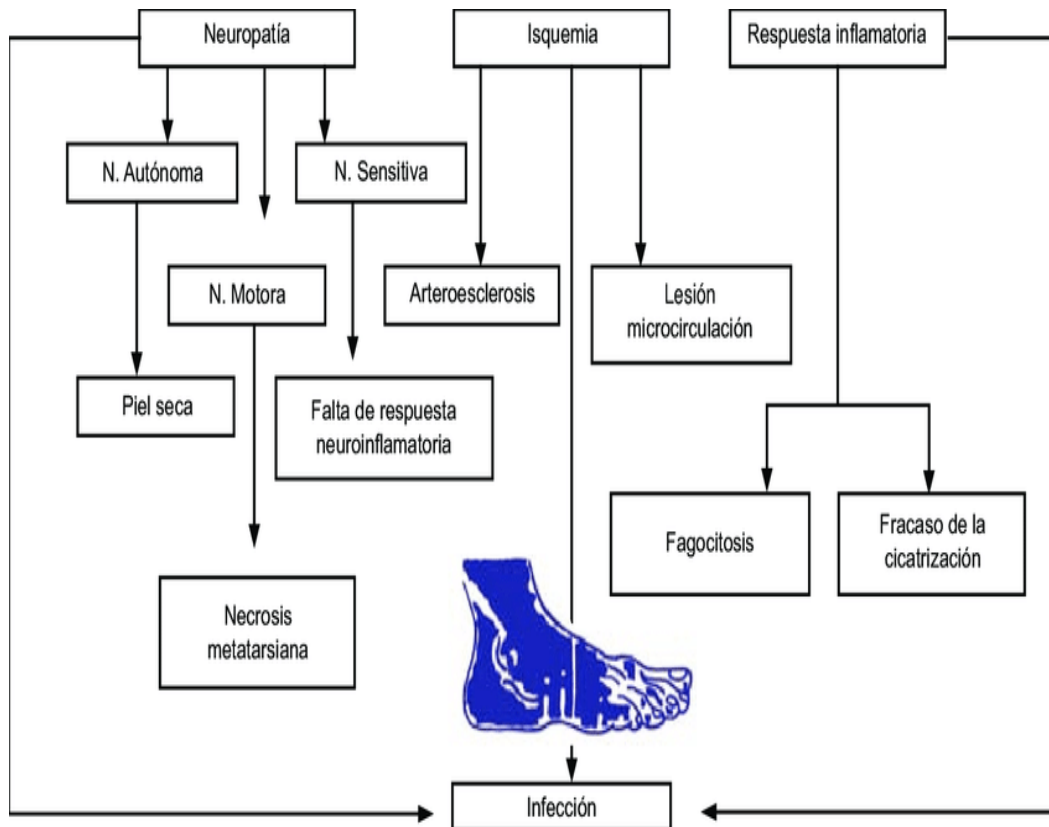 Neuropatía
Isquemia
Respuesta inflamatoria
N. Autónoma
N. Sensitiva
N. Motora
Arteroesclerosis
Lesión
microcirculación
Piel seca
Falta de respuesta
neuroinflamatoria
Fagocitosis
Fracaso de la
cicatrización
Necrosis
metatarsiana
Infección